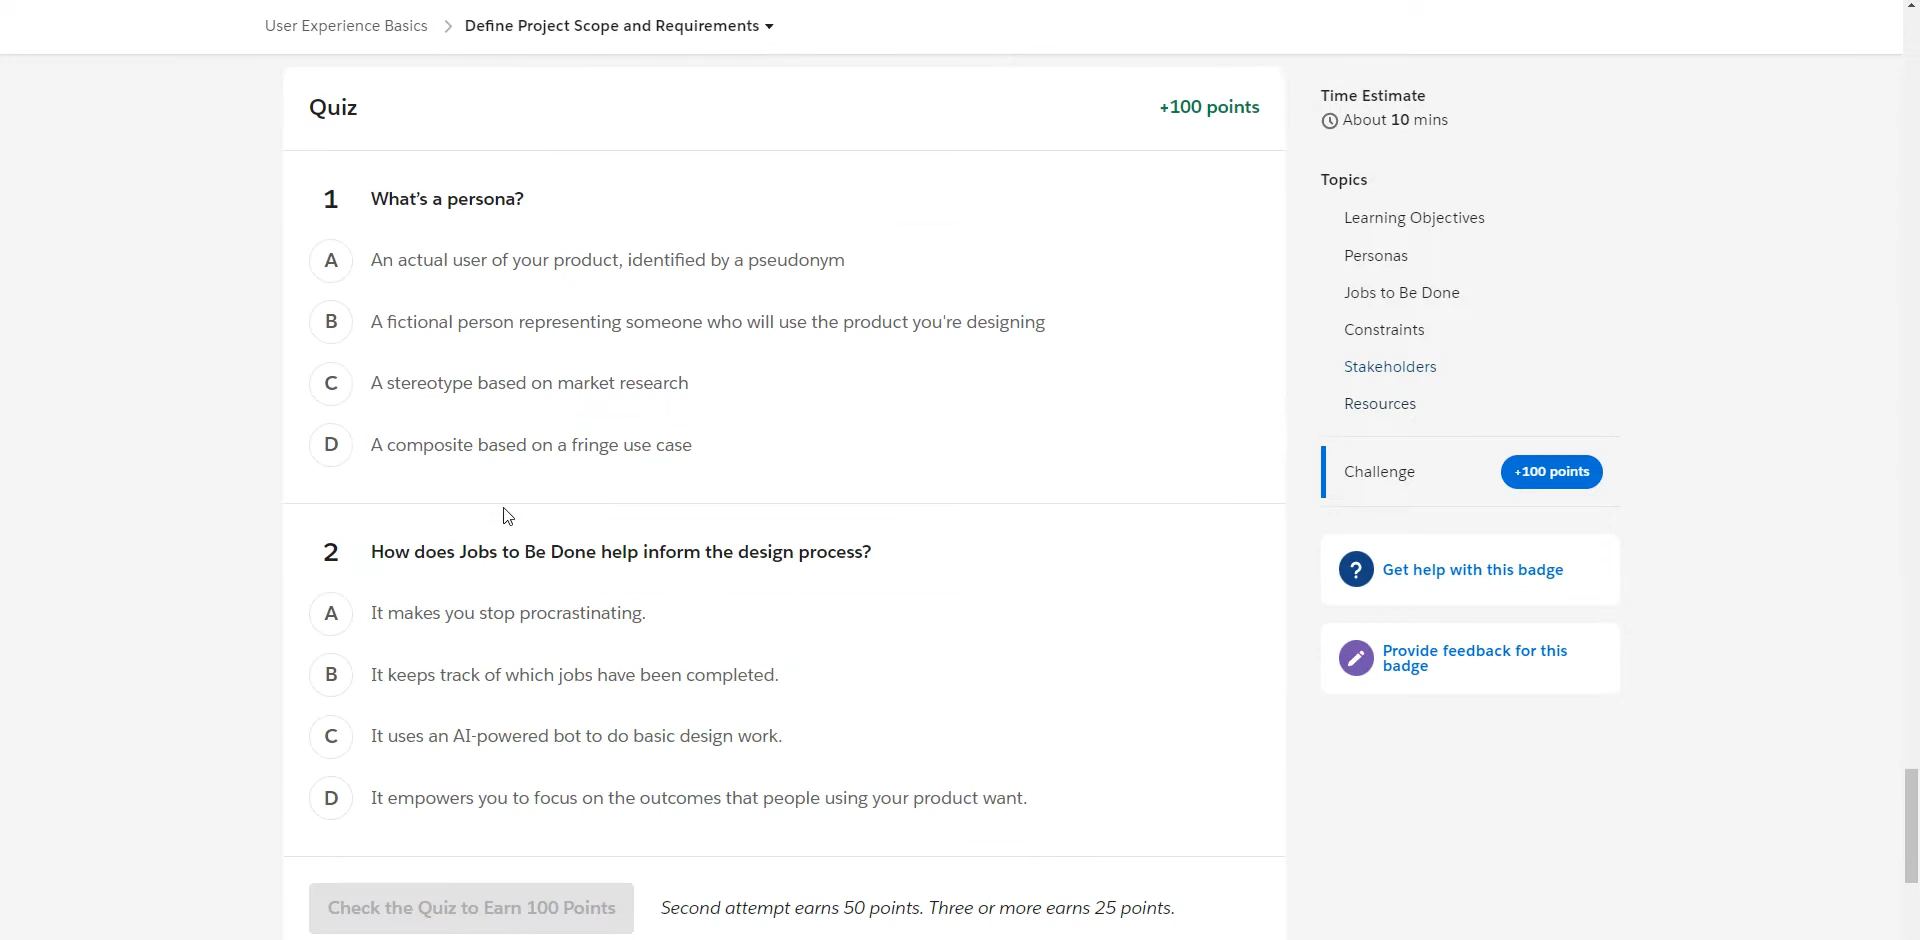 User Experience Basics > Define Project Scope and Requirements
Quiz
+100 points
1 What’s a persona?
A An actual user of your product, identified by a pseudonym
B A fictional person representing someone who will use the product you're designing
C A stereotype based on market research
D A composite based on a fringe use case
2 How does Jobs to Be Done help inform the design process?
A It makes you stop procrastinating.
B It keeps track of which jobs have been completed.
C It uses an AI-powered bot to do basic design work.
D It empowers you to focus on the outcomes that people using your product want.
Check the Quiz to Earn 100 Points
Second attempt earns 50 points. Three or more earns 25 points.
Time Estimate
About 10 mins
Topics
Learning Objectives
Personas
Jobs to Be Done
Constraints
Stakeholders
Resources
Challenge
+100 points
? Get help with this badge
Provide feedback for this
badge